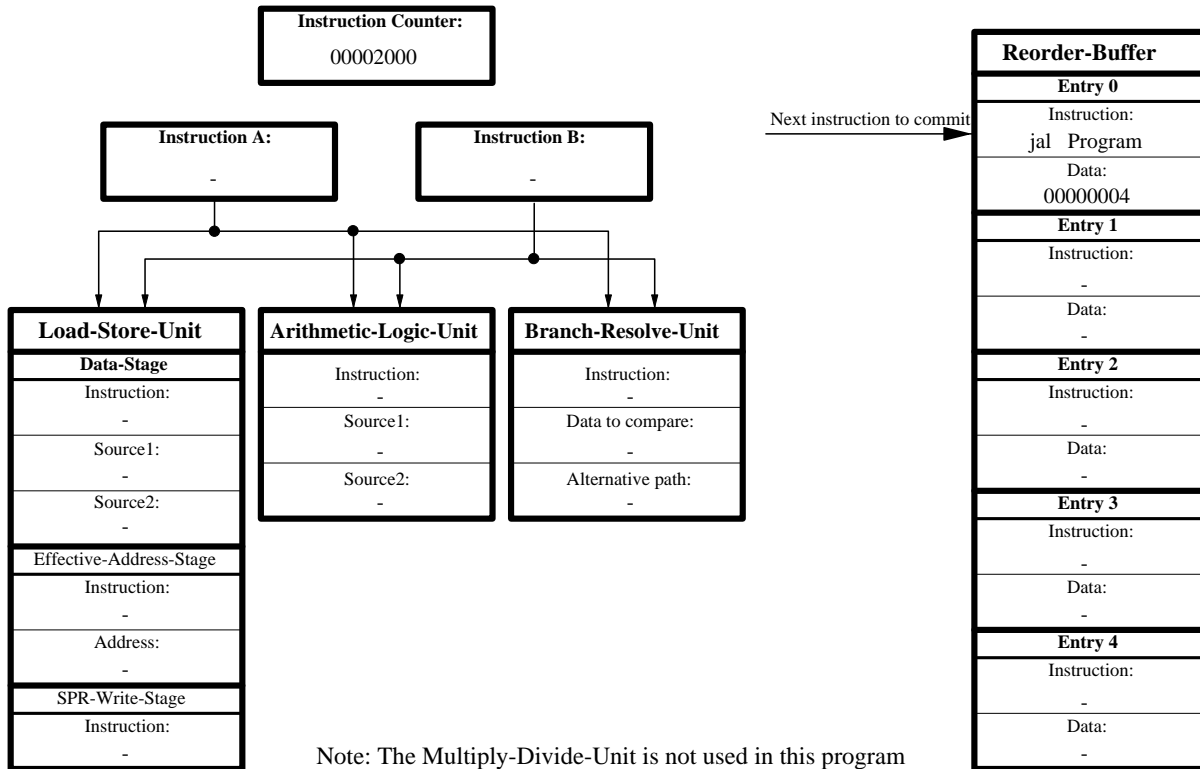 Instruction Counter:
00002000
Instruction A:
-
Instruction B:
-
Next instruction to commit
Load-Store-Unit
Data-Stage
Instruction:
-
Source1:
-
Source2:
-
Effective-Address-Stage
Instruction:
-
Address:
-
SPR-Write-Stage
Instruction:
-
Arithmetic-Logic-Unit
Instruction:
-
Source1:
-
Source2:
-
Branch-Resolve-Unit
Instruction:
-
Data to compare:
-
Alternative path:
-
Reorder-Buffer
Entry 0
Instruction:
jal Program
Data:
00000004
Entry 1
Instruction:
-
Data:
-
Entry 2
Instruction:
-
Data:
-
Entry 3
Instruction:
-
Data:
-
Entry 4
Instruction:
-
Data:
-
Note: The Multiply-Divide-Unit is not used in this program